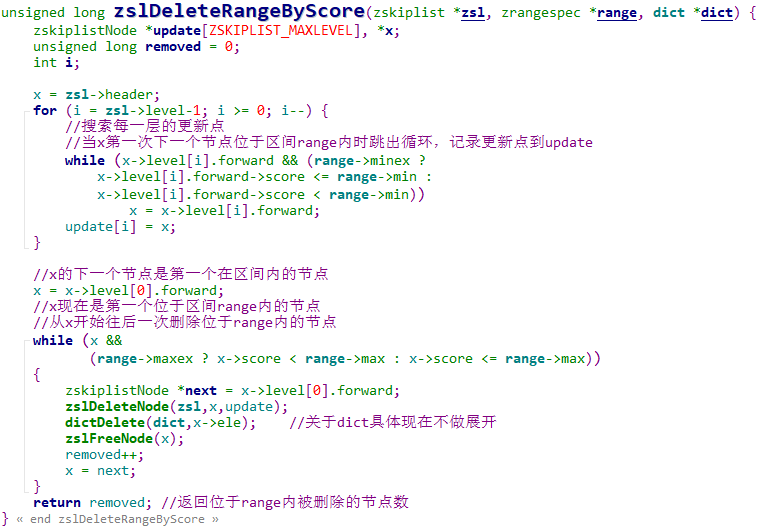 unsigned long zslDeleteRangeByScore(zskiplist *zsl, zrangespec *range, dict *dict) {
    zskiplistNode *update[ZSKIPLIST_MAXLEVEL], *x;
    unsigned long removed = 0;
    int i;

    x = zsl->header;
    for (i = zsl->level-1; i >= 0; i--) {
        //搜索每一层的更新点
        //当x第一次下一个节点位于区间range内时跳出循环，记录更新点到update
        while (x->level[i].forward && (range->minex ?
            x->level[i].forward->score <= range->min :
            x->level[i].forward->score < range->min))
                x = x->level[i].forward;
        update[i] = x;
    }

    //x的下一个节点是第一个在区间内的节点
    x = x->level[0].forward;
    //x现在是第一个位于区间range内的节点
    //从x开始往后一次删除位于range内的节点
    while (x &&
           (range->maxex ? x->score < range->max : x->score <= range->max))
    {
        zskiplistNode *next = x->level[0].forward;
        zslDeleteNode(zsl,x,update);
        dictDelete(dict,x->ele);    //关于dict具体现在不做展开
        zslFreeNode(x);
        removed++;
        x = next;
    }
    return removed; //返回位于range内被删除的节点数
} « end zslDeleteRangeByScore »